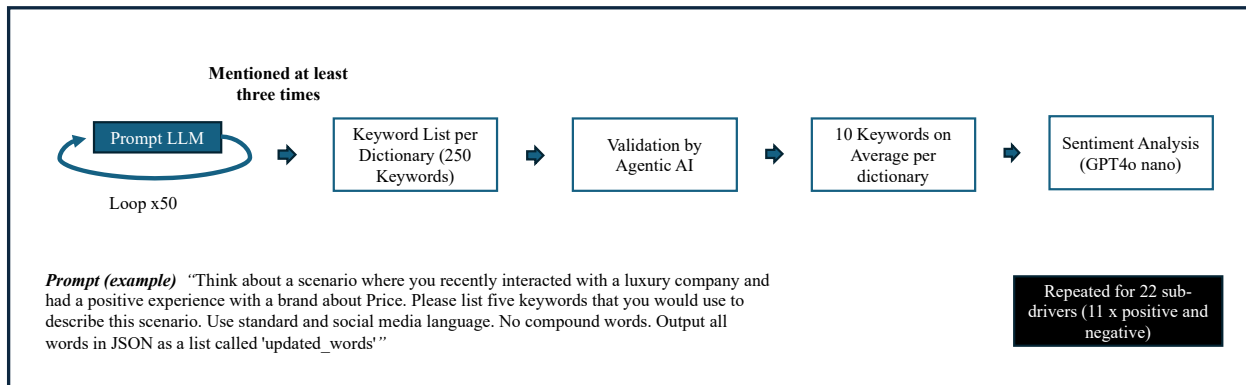 Mentioned at least
three times
Prompt LLM
Loop x50
Keyword List per
Dictionary (250
Keywords)
Validation by
Agentic AI
10 Keywords on
Average per
dictionary
Sentiment Analysis
(GPT4o nano)
Prompt (example) “Think about a scenario where you recently interacted with a luxury company and
had a positive experience with a brand about Price. Please list five keywords that you would use to
describe this scenario. Use standard and social media language. No compound words. Output all
words in JSON as a list called 'updated_words'”
Repeated for 22 sub-
drivers (11 x positive and
negative)